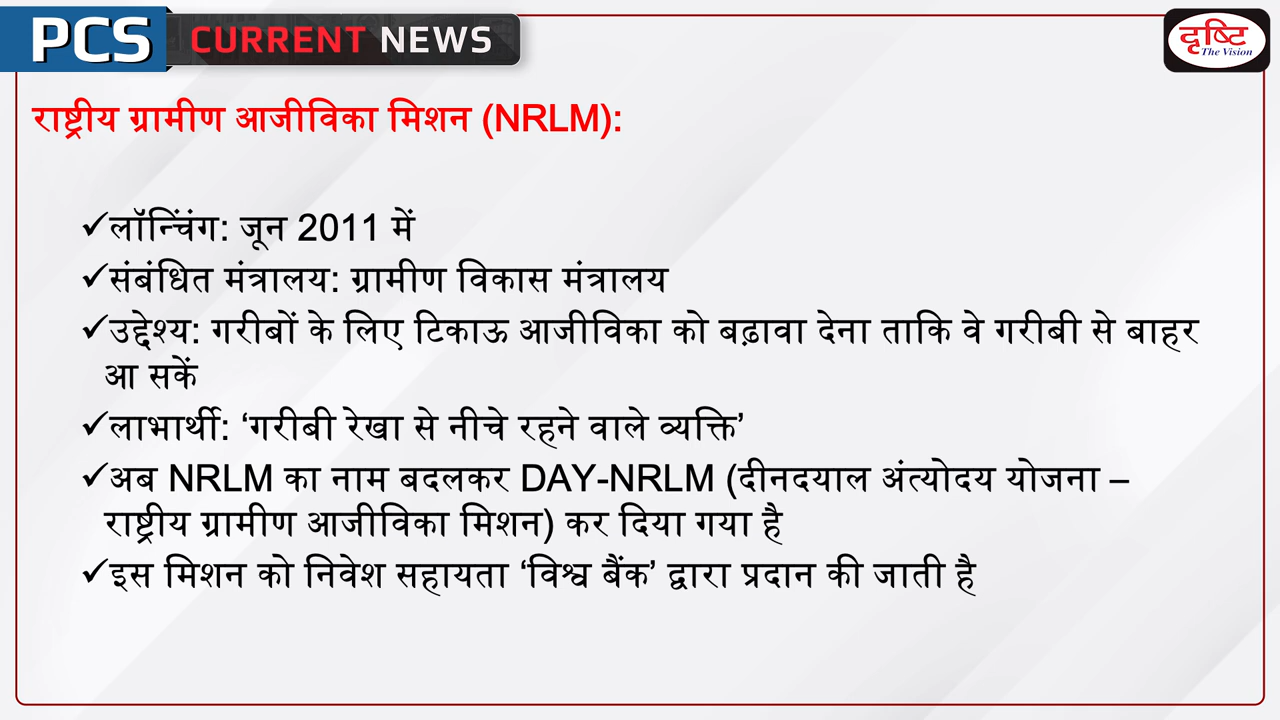 PCS CURRENT NEWS
दृष्टि
The Vision
राष्ट्रीय ग्रामीण आजीविका मिशन (NRLM):
✓लॉन्चिंग: जून 2011 में
✓संबंधित मंत्रालय: ग्रामीण विकास मंत्रालय
✓उद्देश्य: गरीबों के लिए टिकाऊ आजीविका को बढ़ावा देना ताकि वे गरीबी से बाहर
आ सकें
✓लाभार्थी: ‘गरीबी रेखा से नीचे रहने वाले व्यक्ति’
✓अब NRLM का नाम बदलकर DAY-NRLM (दीनदयाल अंत्योदय योजना –
राष्ट्रीय ग्रामीण आजीविका मिशन) कर दिया गया है
✓इस मिशन को निवेश सहायता ‘विश्व बैंक’ द्वारा प्रदान की जाती है